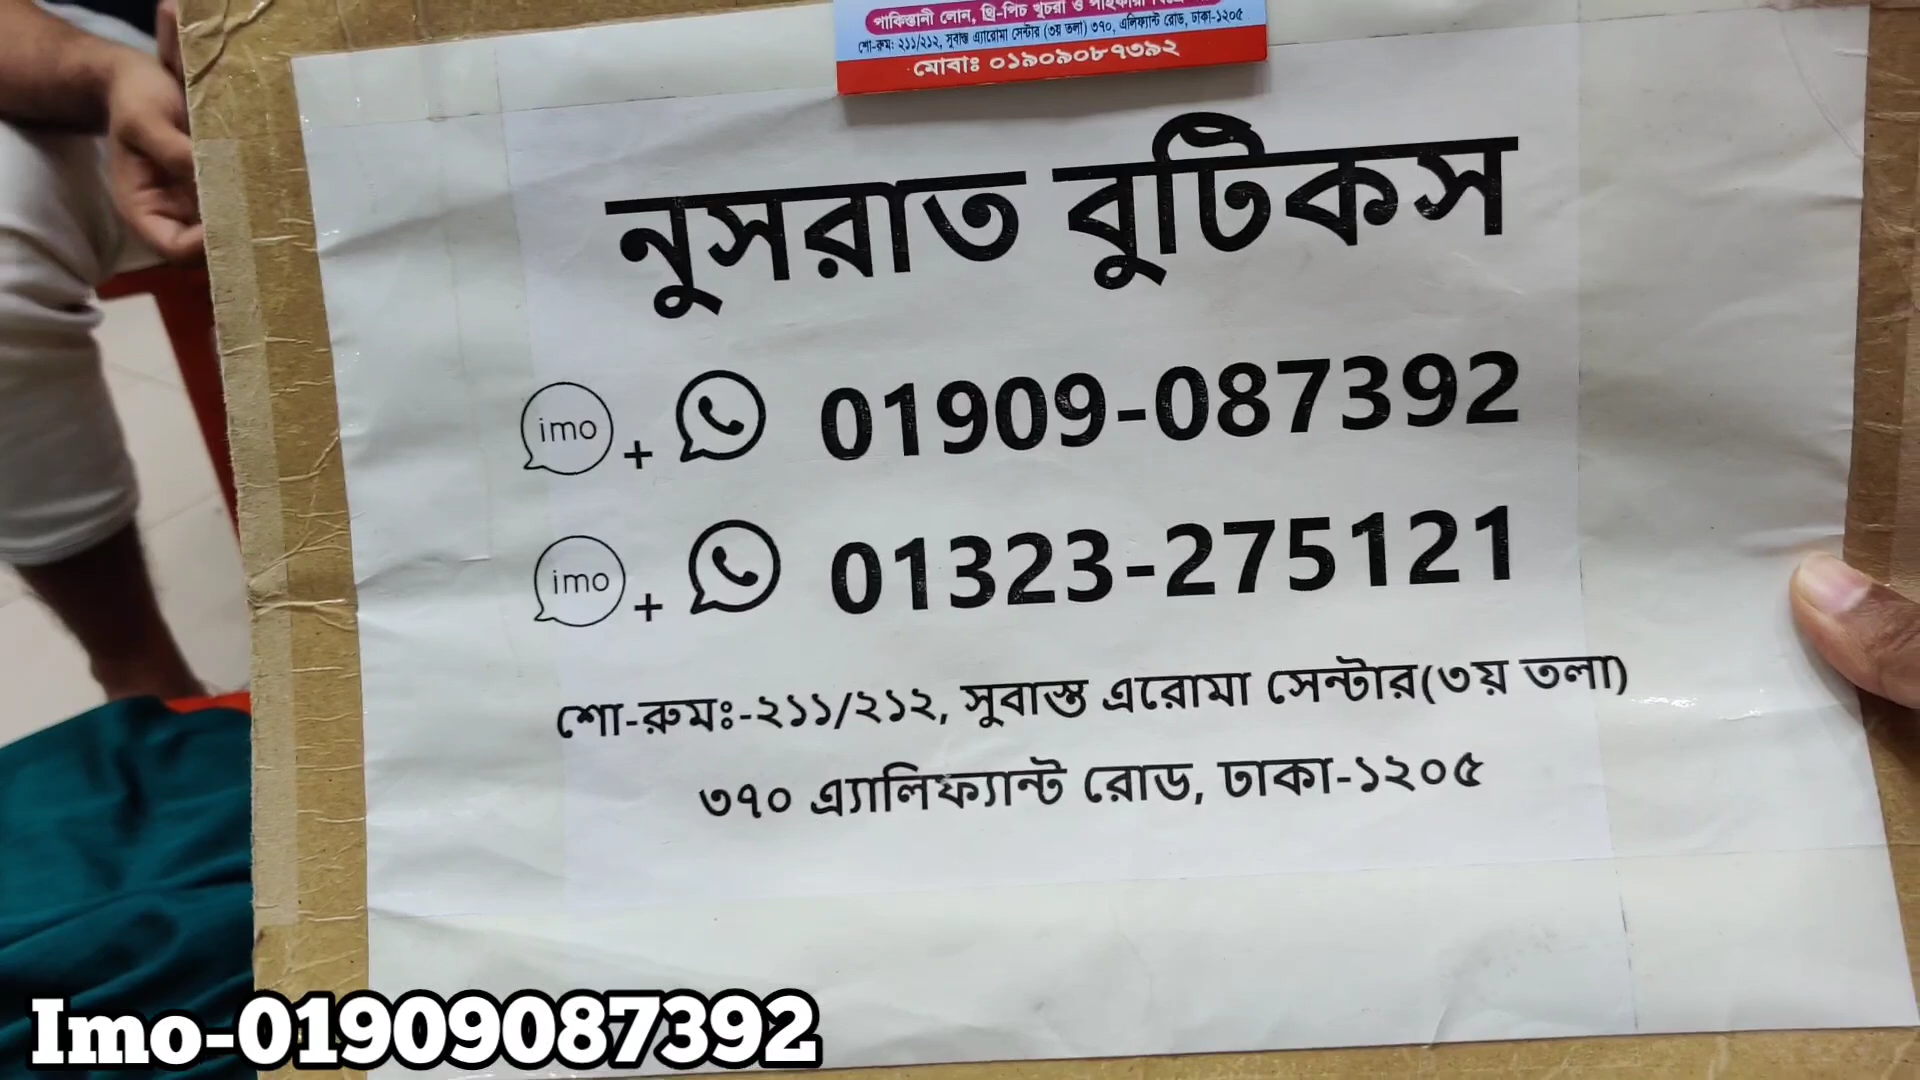 পাকিস্তানী লোন, থ্রি-পিচ খুচরা ও পাইকারী
শো-রুম: ২১১/২১২, সুবাস্তু এ্যারোমা সেন্টার (৩য় তলা) ৩৭০, এলিফ্যান্ট রোড, ঢাকা-১২০৫
মোবাঃ ০১৯০৯০৮৭৩৯২
নুসরাত বুটিকস
imo + 01909-087392
imo + 01323-275121
শো-রুমঃ-২১১/২১২, সুবাস্তু এরোমা সেন্টার(৩য় তলা)
৩৭০ এ্যালিফ্যান্ট রোড, ঢাকা-১২০৫
Imo-01909087392